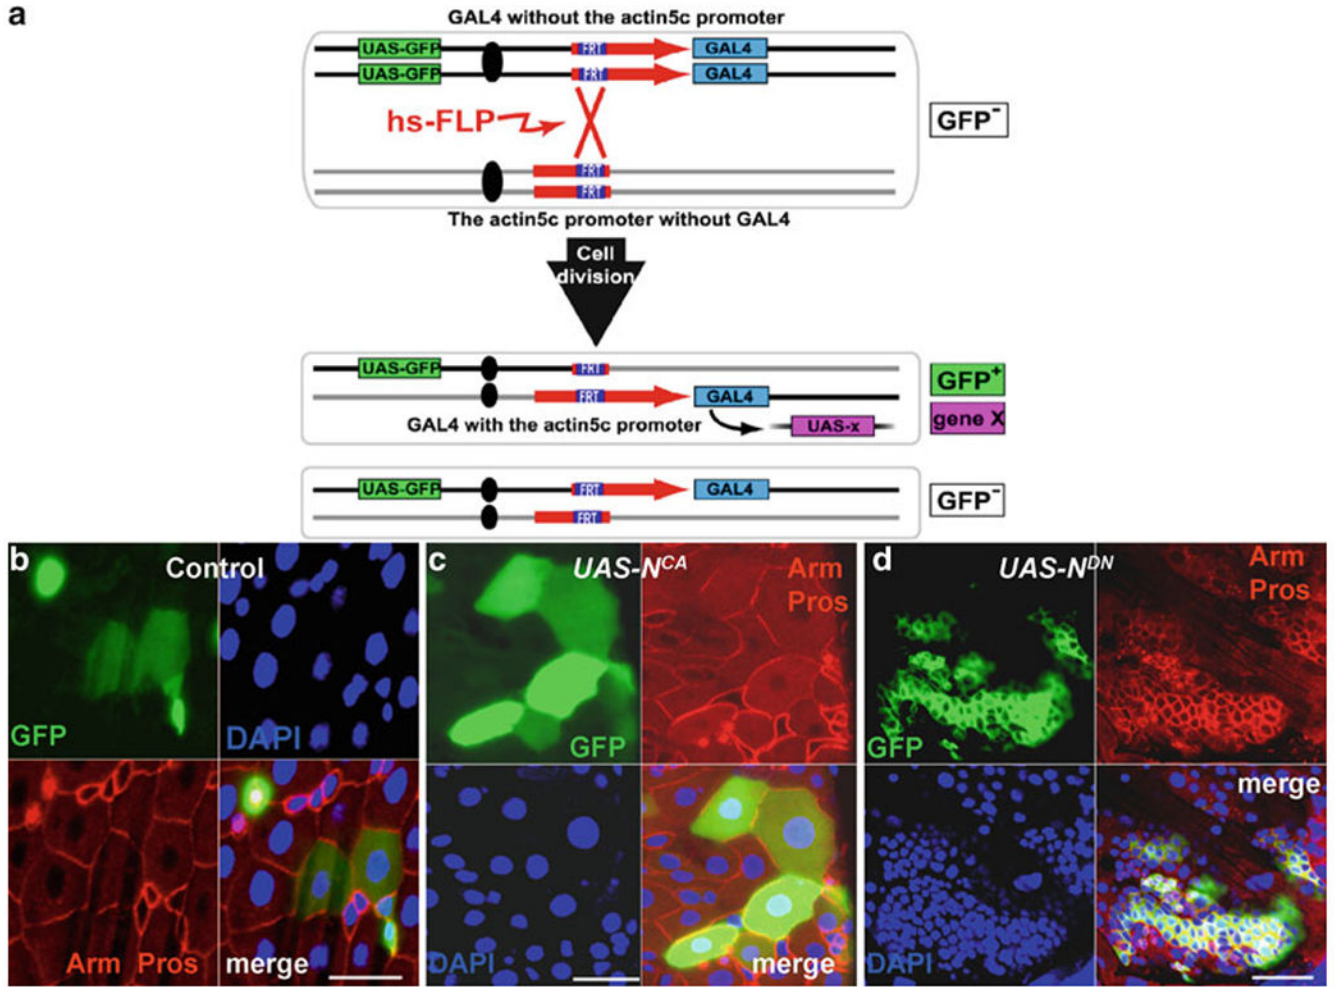 a
GAL4 without the actin5c promoter
UAS-GFP FRT GAL4
UAS-GFP FRT GAL4
hs-FLP
GFP-
FRT
FRT
The actin5c promoter without GAL4
Cell
division
UAS-GFP FRT
GFP+
FRT GAL4
GAL4 with the actin5c promoter
UAS-x
gene X
UAS-GFP FRT GAL4
GFP-
FRT
b Control
GFP
DAPI
Arm Pros
merge
c UAS-NCA
Arm
Pros
GFP
DAPI
merge
d UAS-NDN
Arm
Pros
GFP
merge
DAPI